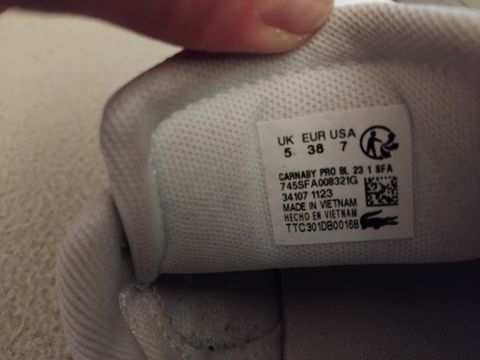 UK EUR USA
5 38 7
CARNABY PRO BL 23 1 SFA
745SFA008321G
34107 1123
MADE IN VIETNAM
HECHO EN VIETNAM
TTC301DB00168